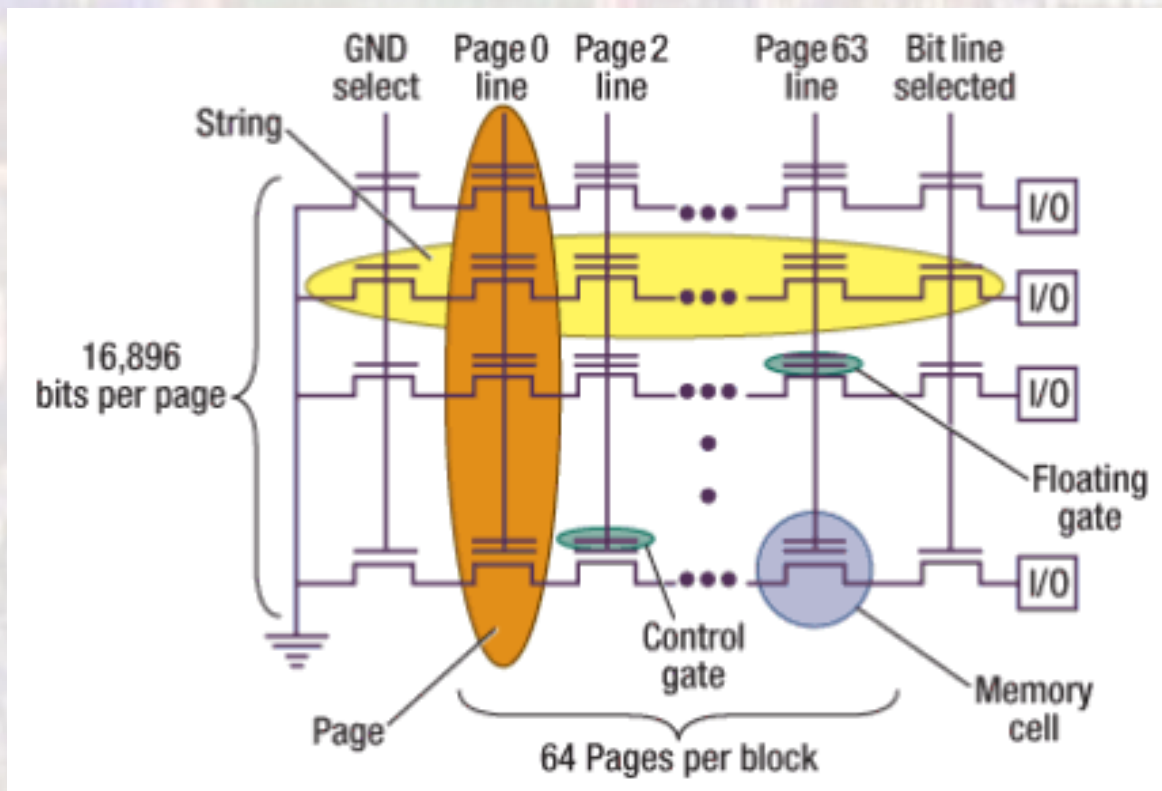 GND
select
Page 0
line
Page 2
line
Page 63
line
Bit line
selected
String
I/O
I/O
16,896
bits per page
I/O
Floating
gate
I/O
Control
gate
Memory
cell
Page
64 Pages per block